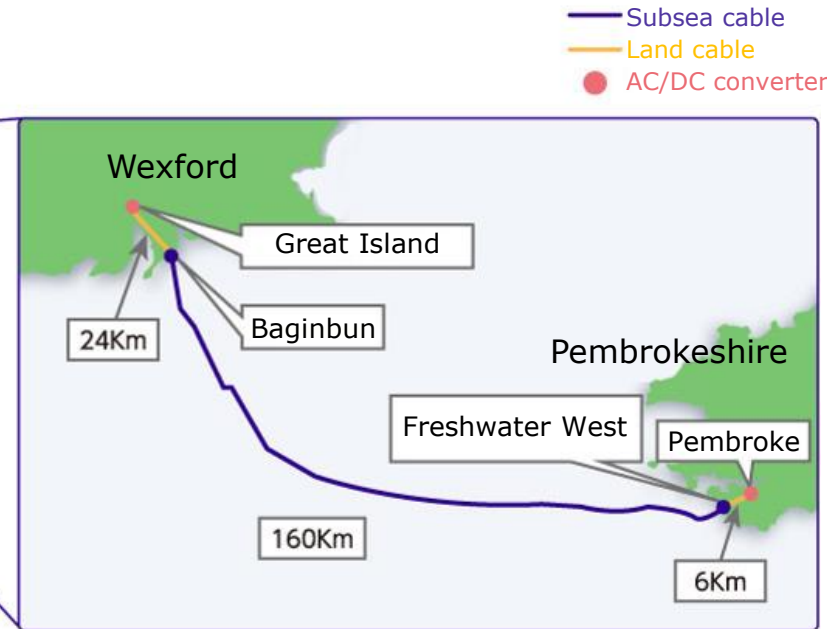 Subsea cable
Land cable
AC/DC converter
Wexford
Great Island
Baginbun
24Km
Pembrokeshire
Freshwater West
Pembroke
160Km
6Km